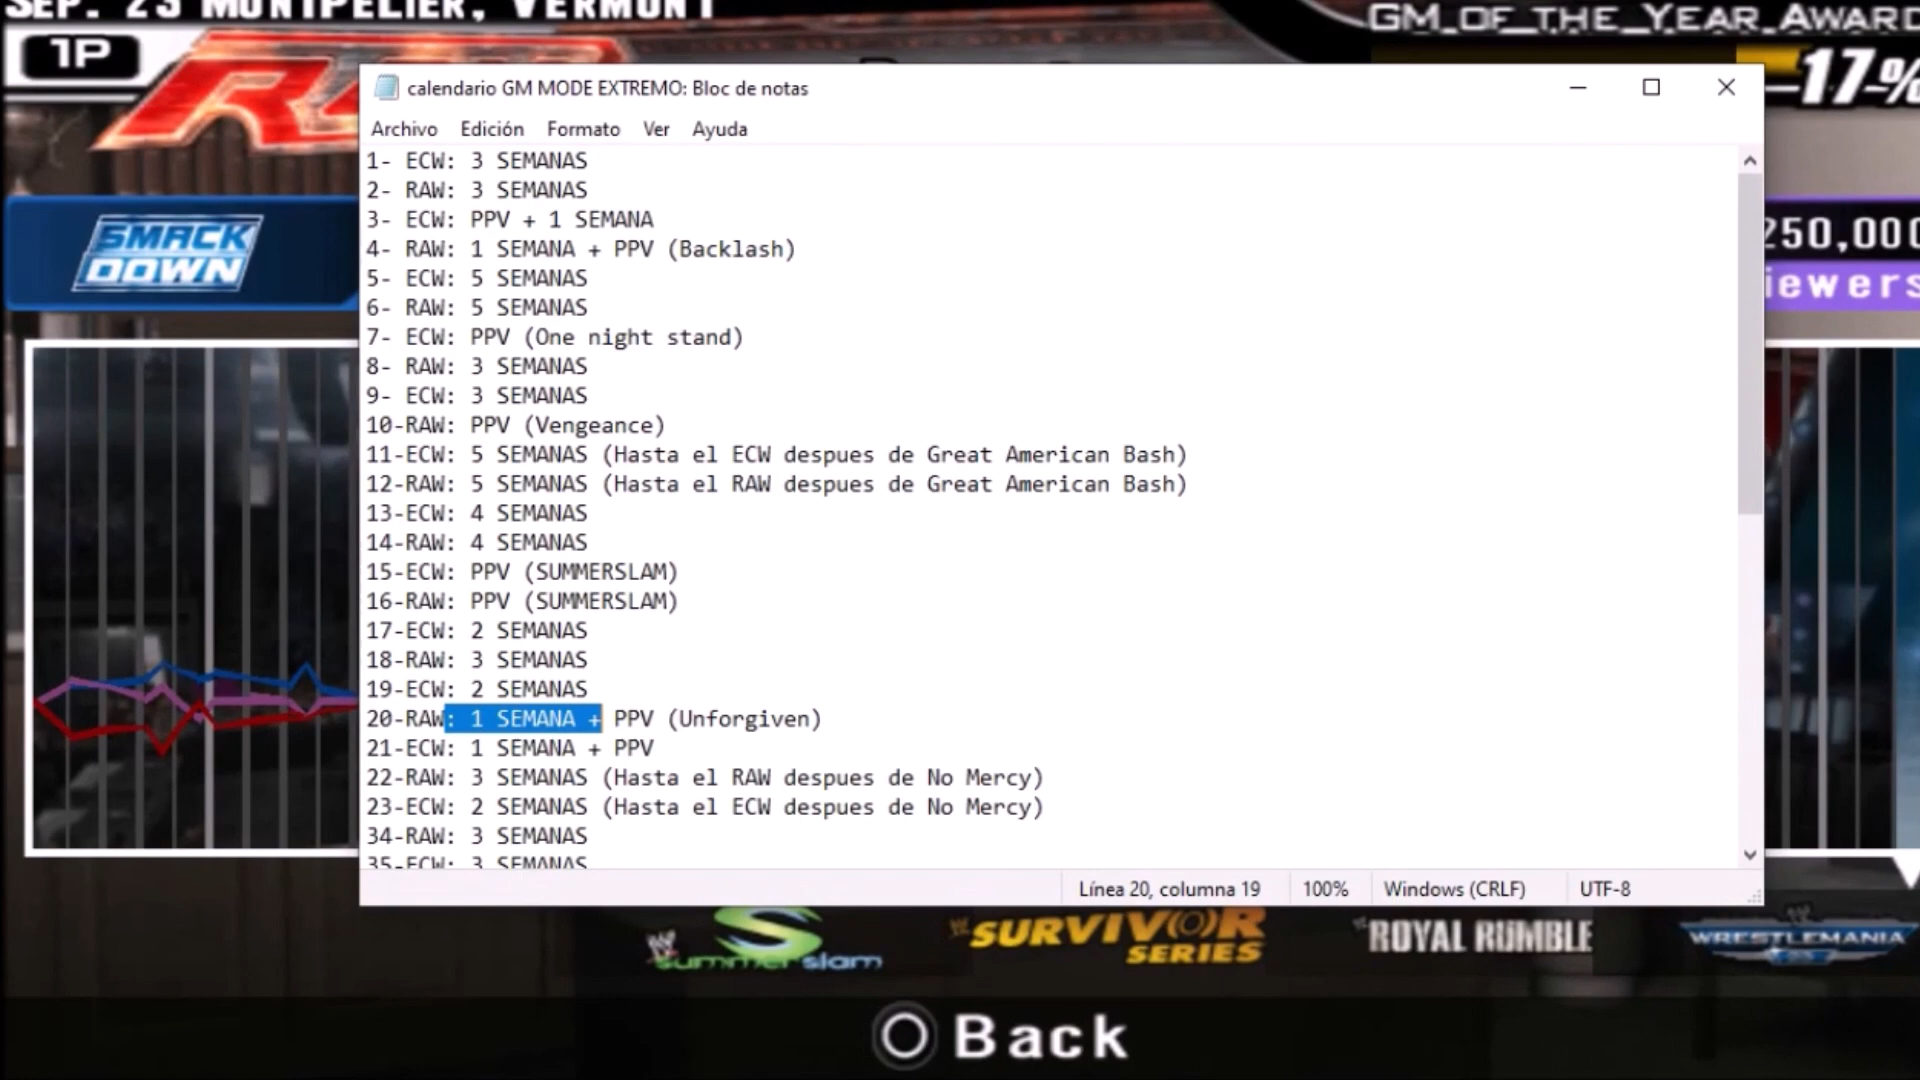 SEP. 23 MONTPELIER, VERMONT
GM OF THE YEAR AWARD
1P
17%
calendario GM MODE EXTREMO: Bloc de notas
Archivo Edición Formato Ver Ayuda
1- ECW: 3 SEMANAS
2- RAW: 3 SEMANAS
3- ECW: PPV + 1 SEMANA
4- RAW: 1 SEMANA + PPV (Backlash)
5- ECW: 5 SEMANAS
6- RAW: 5 SEMANAS
7- ECW: PPV (One night stand)
8- RAW: 3 SEMANAS
9- ECW: 3 SEMANAS
10-RAW: PPV (Vengeance)
11-ECW: 5 SEMANAS (Hasta el ECW despues de Great American Bash)
12-RAW: 5 SEMANAS (Hasta el RAW despues de Great American Bash)
13-ECW: 4 SEMANAS
14-RAW: 4 SEMANAS
15-ECW: PPV (SUMMERSLAM)
16-RAW: PPV (SUMMERSLAM)
17-ECW: 2 SEMANAS
18-RAW: 3 SEMANAS
19-ECW: 2 SEMANAS
20-RAW: 1 SEMANA + PPV (Unforgiven)
21-ECW: 1 SEMANA + PPV
22-RAW: 3 SEMANAS (Hasta el RAW despues de No Mercy)
23-ECW: 2 SEMANAS (Hasta el ECW despues de No Mercy)
34-RAW: 3 SEMANAS
35-ECW: 3 SEMANAS
Línea 20, columna 19 100% Windows (CRLF) UTF-8
SMACK
DOWN
250,000
iewers
summerslam
SURVIVOR
SERIES
ROYAL RUMBLE
WRESTLEMANIA
Back